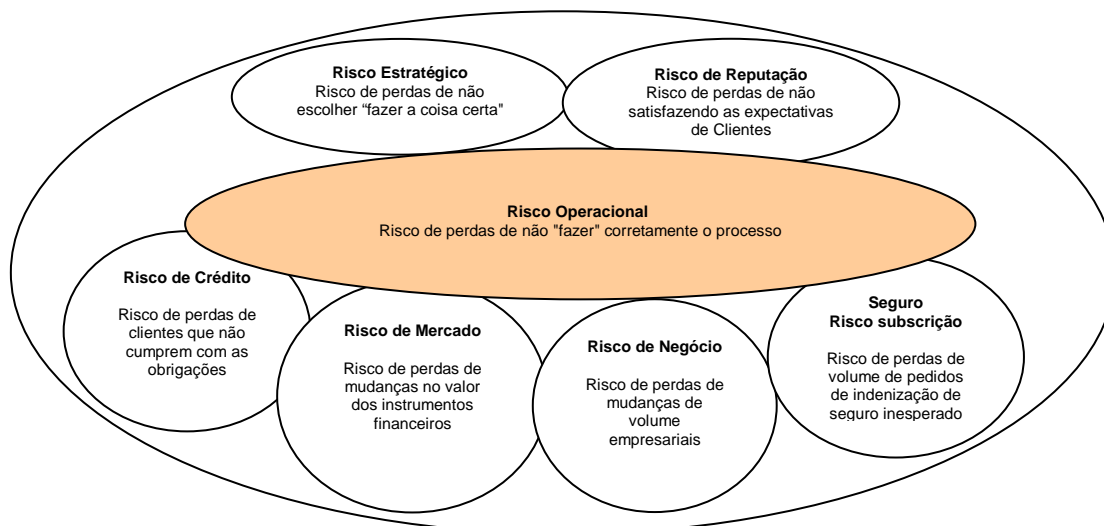 Risco Estratégico
Risco de perdas de não
escolher “fazer a coisa certa"
Risco de Reputação
Risco de perdas de não
satisfazendo as expectativas
de Clientes
Risco Operacional
Risco de perdas de não "fazer" corretamente o processo
Risco de Crédito
Risco de perdas de
clientes que não
cumprem com as
obrigações
Risco de Mercado
Risco de perdas de
mudanças no valor
dos instrumentos
financeiros
Risco de Negócio
Risco de perdas de
mudanças de
volume
empresariais
Seguro
Risco subscrição
Risco de perdas de
volume de pedidos
de indenização de
seguro inesperado